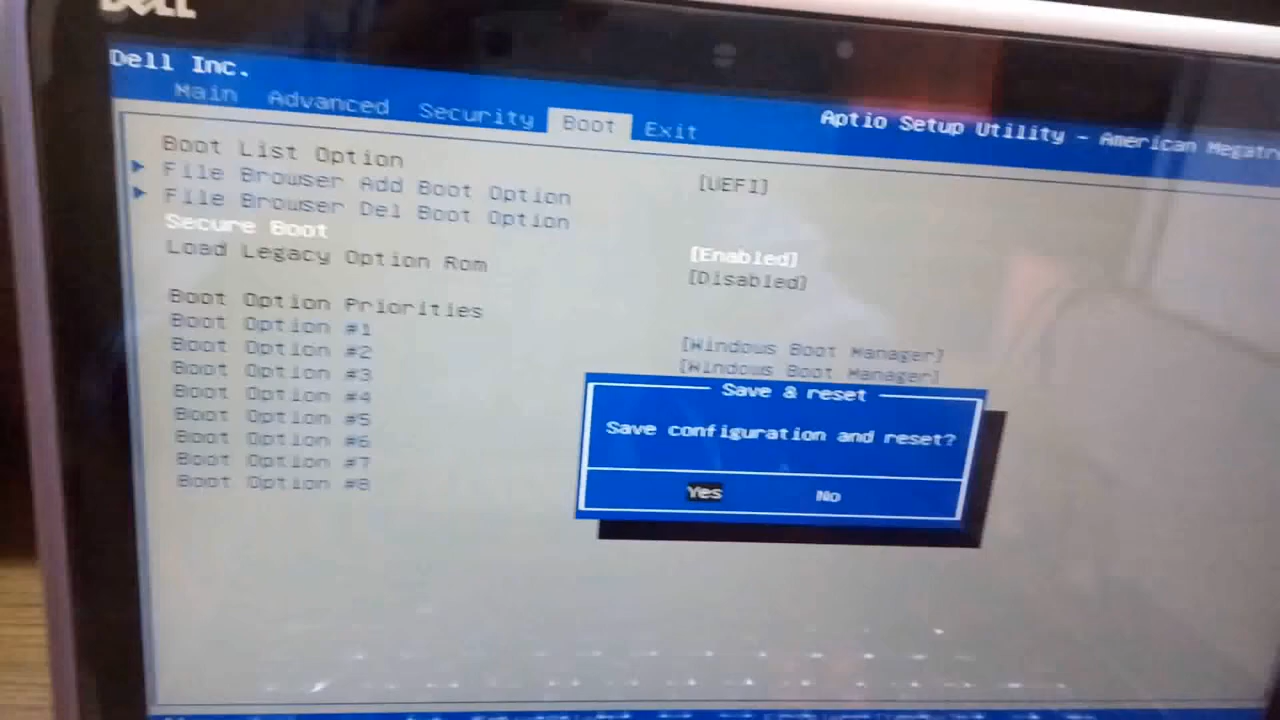 DELL
Dell Inc.
Main Advanced Security Boot Exit
Aptio Setup Utility - American
Boot List Option [UEFI]
File Browser Add Boot Option
File Browser Del Boot Option
Secure Boot [Enabled]
Load Legacy Option Rom [Disabled]
Boot Option Priorities
Boot Option #1 [Windows Boot Manager]
Boot Option #2 [Windows Boot Manager]
Boot Option #3
Boot Option #4
Boot Option #5
Boot Option #6
Boot Option #7
Boot Option #8
Save & reset
Save configuration and reset?
Yes No